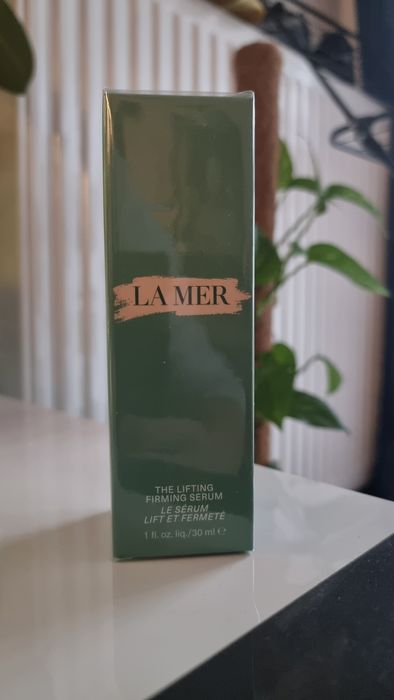 LA MER
THE LIFTING
FIRMING SERUM
LE SÉRUM
LIFT ET FERMETÉ
1 fl. oz. liq./30 ml ℮